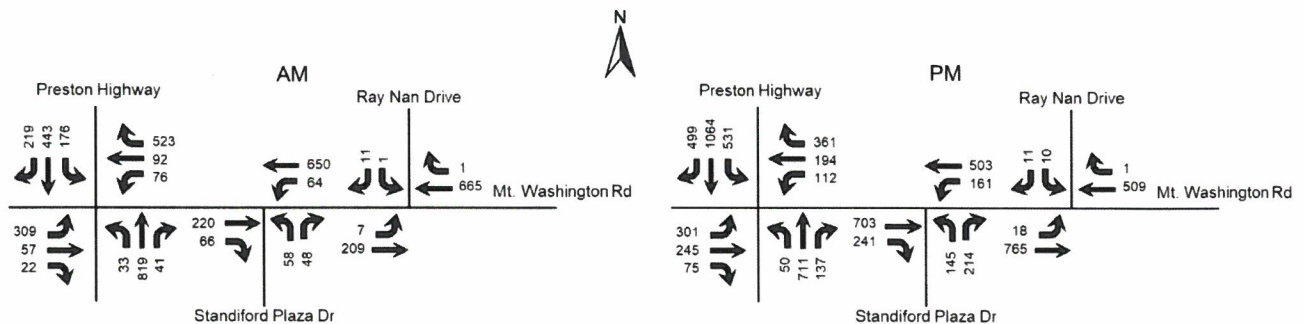 N
AM
Preston Highway
Ray Nan Drive
219 443 176
523
92
76
650
64
11 1
1
665
Mt. Washington Rd
309
57
22
33 819 41
220
66
58 48
7
209
Standiford Plaza Dr
PM
Preston Highway
Ray Nan Drive
499 1064 531
361
194
112
503
161
11 10
1
509
Mt. Washington Rd
301
245
75
50 711 137
703
241
145 214
18
765
Standiford Plaza Dr